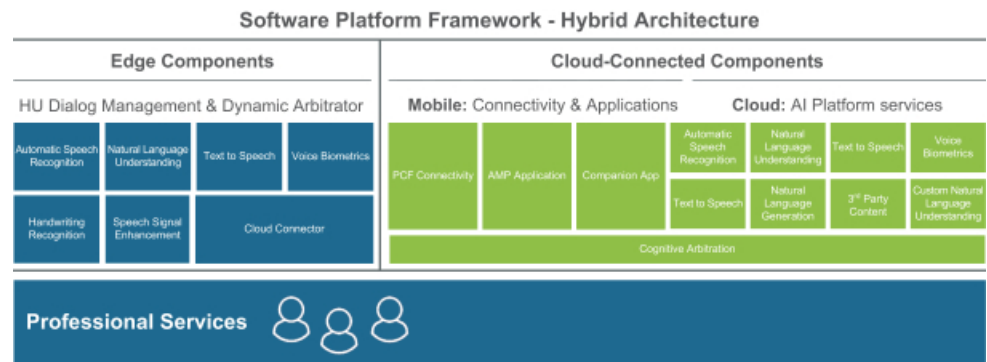 Software Platform Framework - Hybrid Architecture
Edge Components
Cloud-Connected Components
HU Dialog Management & Dynamic Arbitrator
Mobile: Connectivity & Applications
Cloud: AI Platform services
Automatic Speech
Recognition
Natural Language
Understanding
Text to Speech
Voice Biometrics
Handwriting
Recognition
Speech Signal
Enhancement
Cloud Connector
PCF Connectivity
AMP Application
Companion App
Automatic
Speech
Recognition
Natural
Language
Understanding
Text to Speech
Voice
Biometrics
Text to Speech
Natural
Language
Generation
3rd Party
Content
Custom Natural
Language
Understanding
Cognitive Arbitration
Professional Services